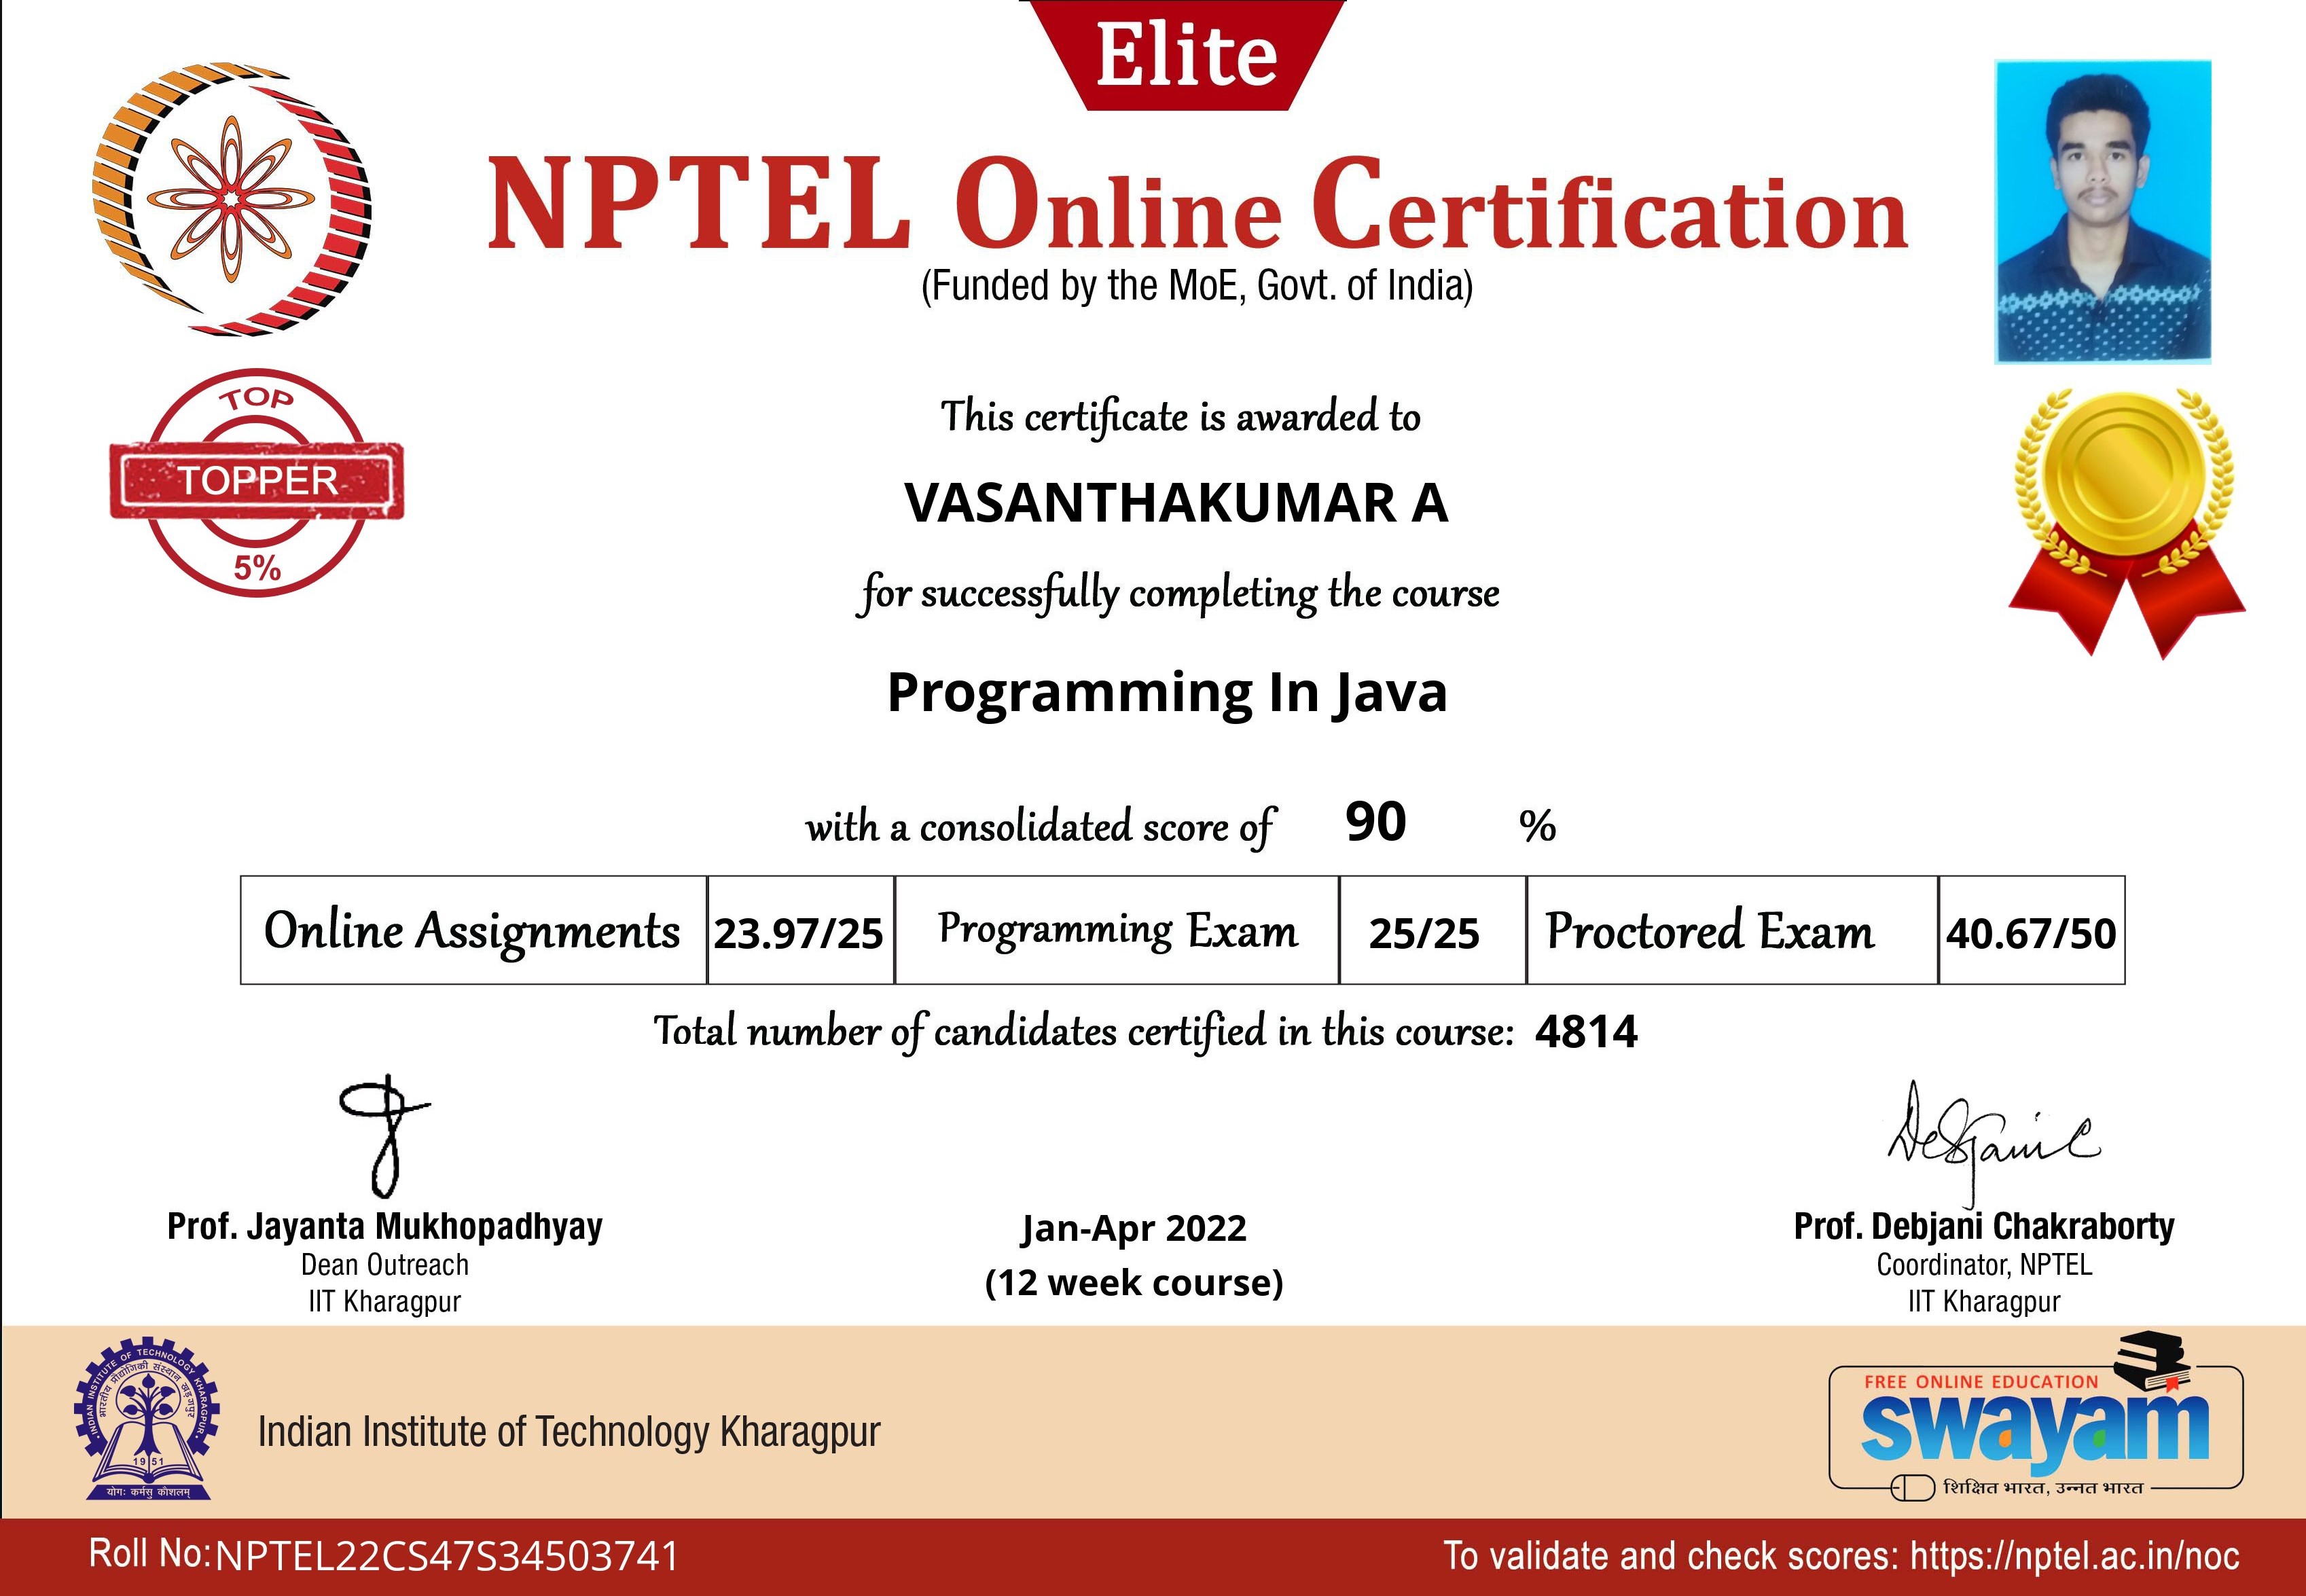 Elite
NPTEL Online Certification
(Funded by the MoE, Govt. of India)
TOP
TOPPER
5%
This certificate is awarded to
VASANTHAKUMAR A
for successfully completing the course
Programming In Java
with a consolidated score of 90 %
Online Assignments 23.97/25 Programming Exam 25/25 Proctored Exam 40.67/50
Total number of candidates certified in this course: 4814
Prof. Jayanta Mukhopadhyay
Dean Outreach
IIT Kharagpur
Jan-Apr 2022
(12 week course)
Debjani C
Prof. Debjani Chakraborty
Coordinator, NPTEL
IIT Kharagpur
INDIAN INSTITUTE OF TECHNOLOGY KHARAGPUR
भारतीय प्रौद्योगिकी संस्थान खड़गपुर
1951
योगः कर्मसु कौशलम्
Indian Institute of Technology Kharagpur
FREE ONLINE EDUCATION
swayam
शिक्षित भारत, उन्नत भारत
Roll No:NPTEL22CS47S34503741
To validate and check scores: https://nptel.ac.in/noc